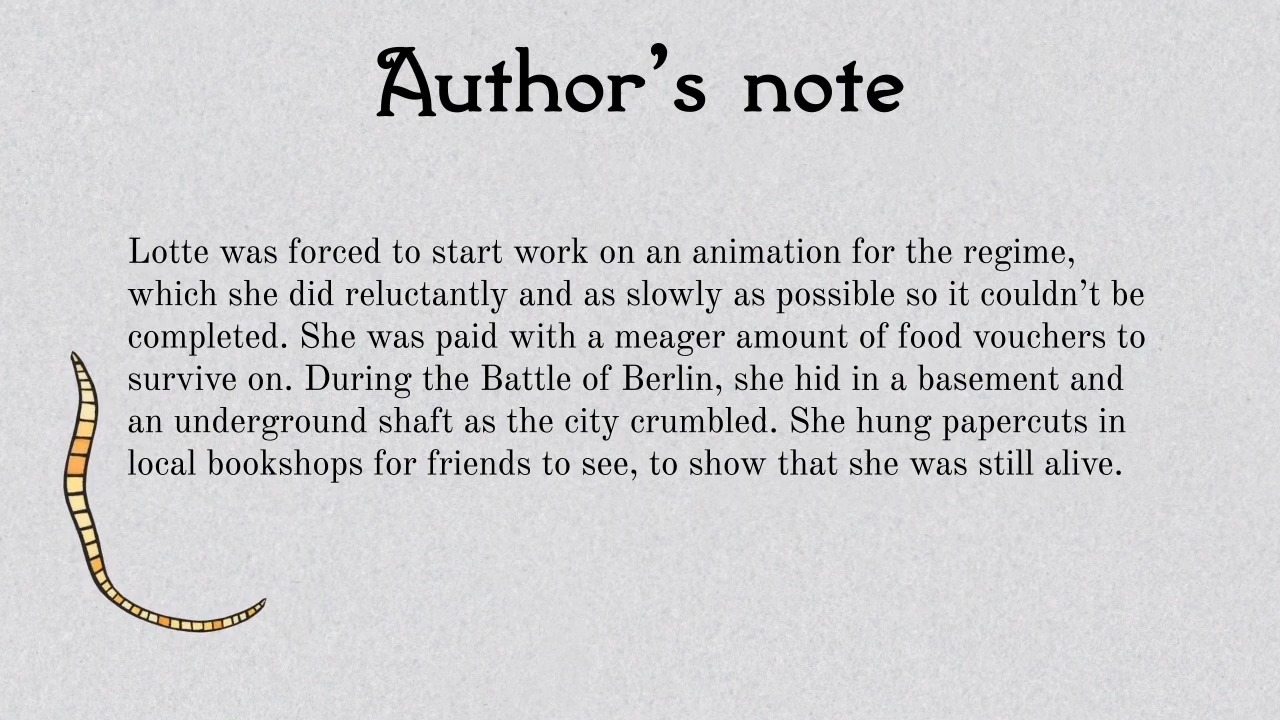 Author’s note
Lotte was forced to start work on an animation for the regime,
which she did reluctantly and as slowly as possible so it couldn’t be
completed. She was paid with a meager amount of food vouchers to
survive on. During the Battle of Berlin, she hid in a basement and
an underground shaft as the city crumbled. She hung papercuts in
local bookshops for friends to see, to show that she was still alive.